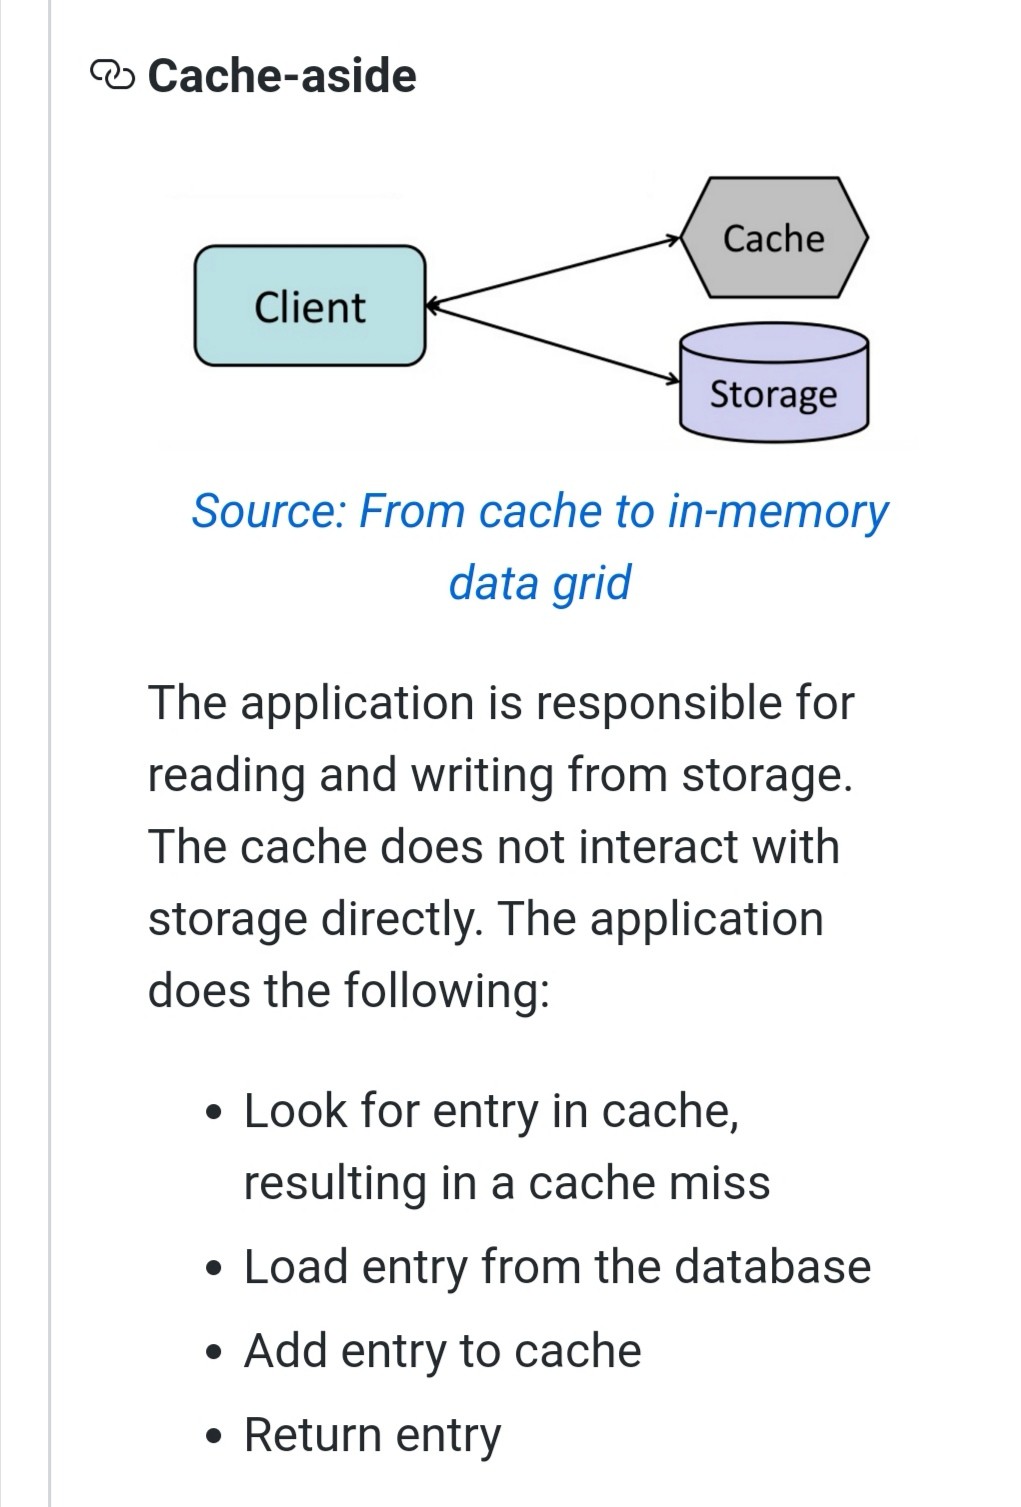 Cache-aside
Client
Cache
Storage
Source: From cache to in-memory
data grid
The application is responsible for
reading and writing from storage.
The cache does not interact with
storage directly. The application
does the following:
• Look for entry in cache,
resulting in a cache miss
• Load entry from the database
• Add entry to cache
• Return entry